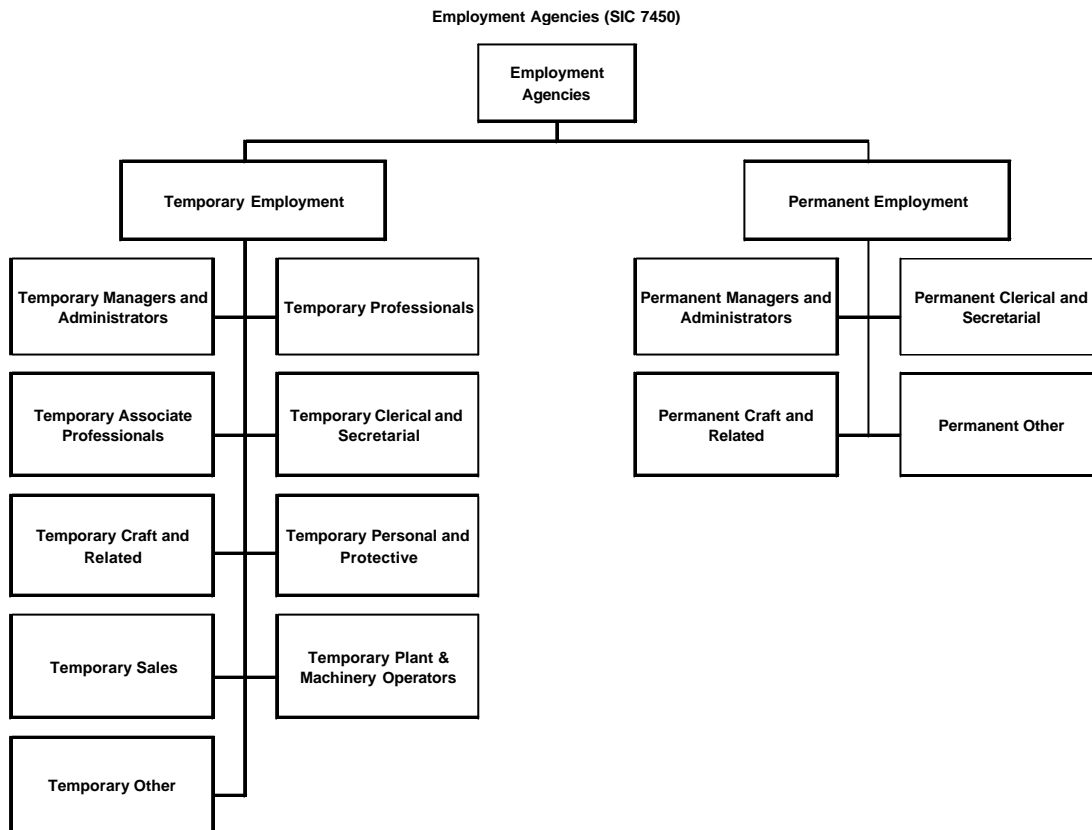 Employment Agencies (SIC 7450)
Employment
Agencies
Temporary Employment
Permanent Employment
Temporary Managers and
Administrators
Temporary Professionals
Permanent Managers and
Administrators
Permanent Clerical and
Secretarial
Temporary Associate
Professionals
Temporary Clerical and
Secretarial
Permanent Craft and
Related
Permanent Other
Temporary Craft and
Related
Temporary Personal and
Protective
Temporary Sales
Temporary Plant &
Machinery Operators
Temporary Other